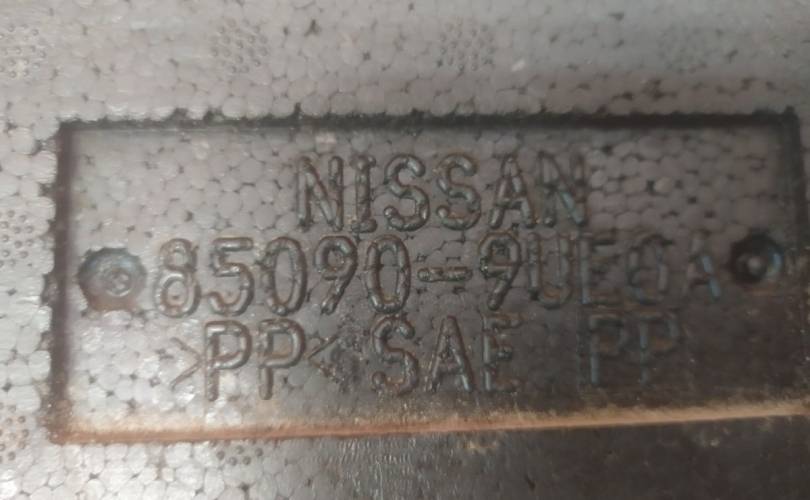 NISSAN
85090-9UE0A
>PP< SAE PP